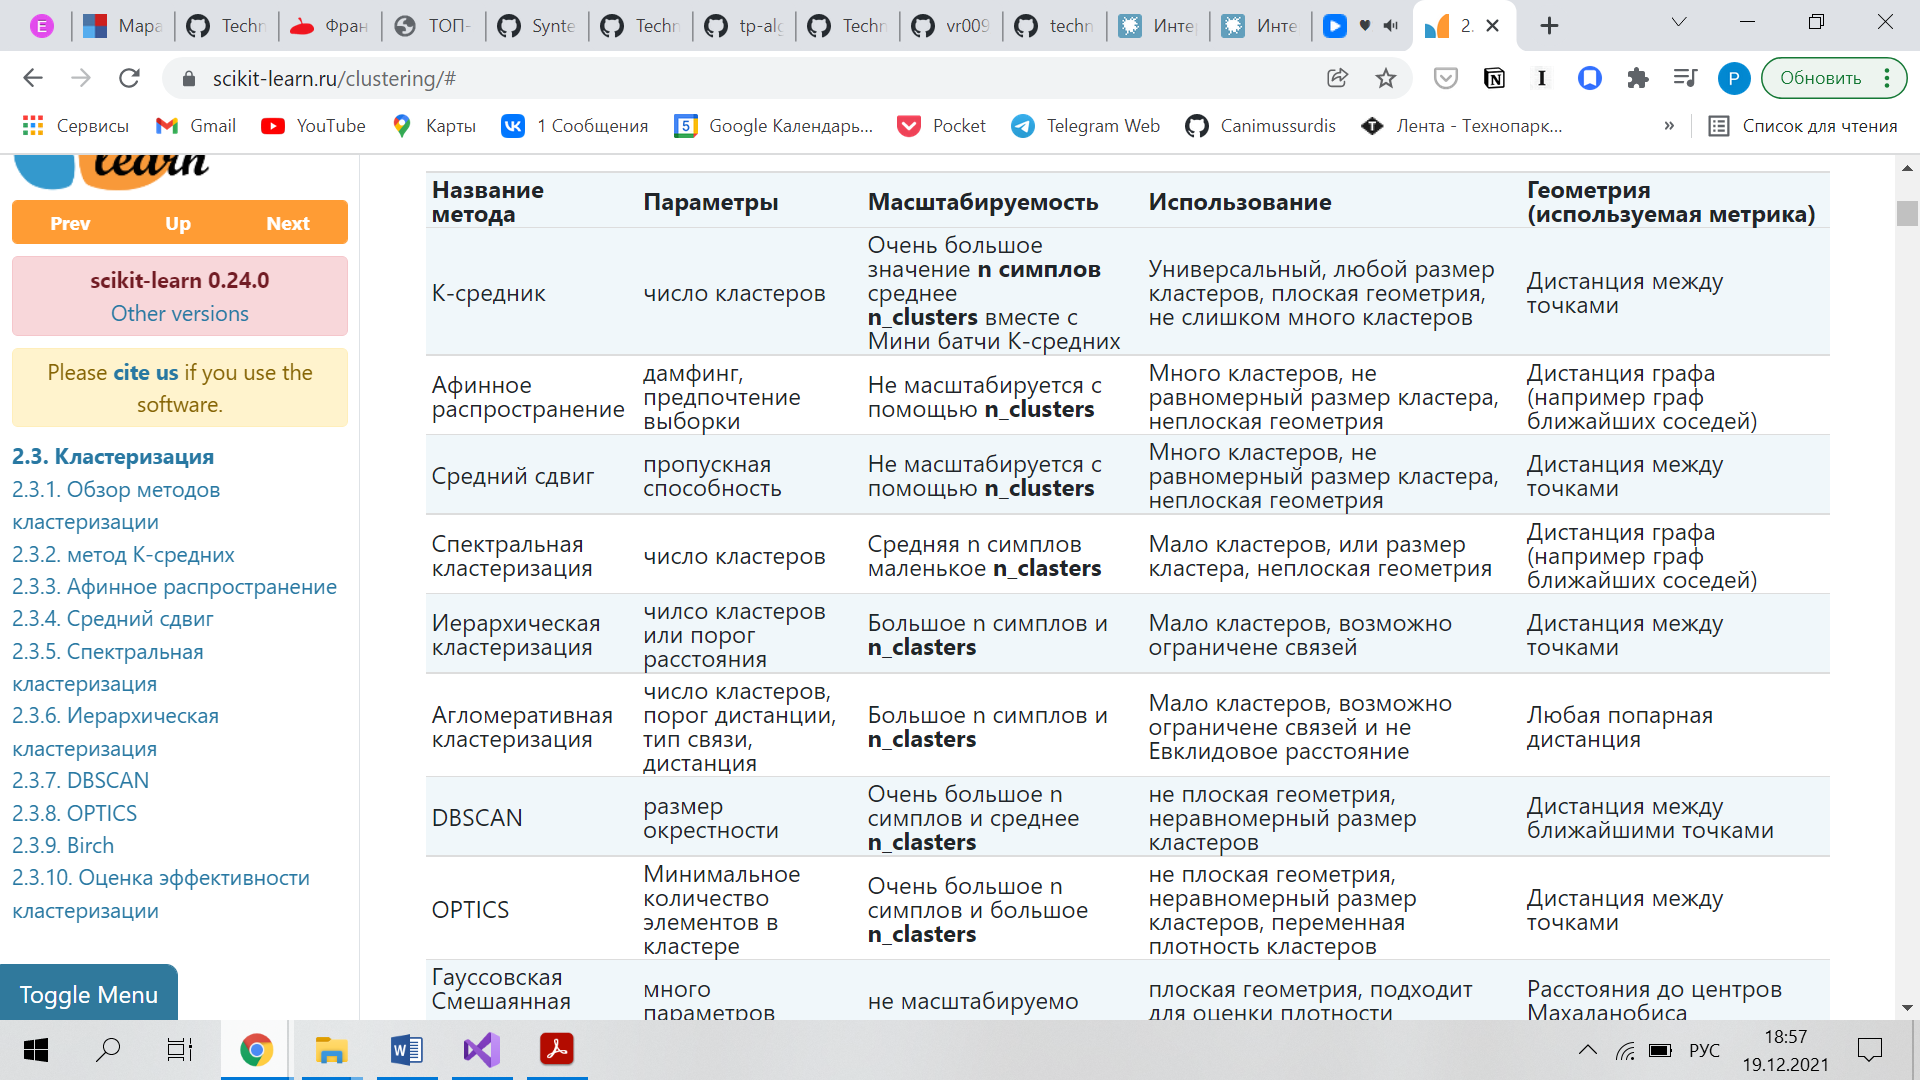 E
Мара
Techn
Фран
ТОП-
Synte
Techn
tp-alg
Techn
vr009
techn
Инте
Инте
2.
scikit-learn.ru/clustering/#
P
Обновить
Сервисы
Gmail
YouTube
Карты
1 Сообщения
Google Календарь...
Pocket
Telegram Web
Canimussurdis
Лента - Технопарк...
»
Список для чтения
learn
Prev Up Next
scikit-learn 0.24.0
Other versions
Please cite us if you use the
software.
2.3. Кластеризация
2.3.1. Обзор методов
кластеризации
2.3.2. метод К-средних
2.3.3. Афинное распространение
2.3.4. Средний сдвиг
2.3.5. Спектральная
кластеризация
2.3.6. Иерархическая
кластеризация
2.3.7. DBSCAN
2.3.8. OPTICS
2.3.9. Birch
2.3.10. Оценка эффективности
кластеризации
Toggle Menu
Название
метода
Параметры
Масштабируемость
Использование
Геометрия
(используемая метрика)
К-средник
число кластеров
Очень большое
значение n симплов
среднее
n_clusters вместе с
Мини батчи К-средних
Универсальный, любой размер
кластеров, плоская геометрия,
не слишком много кластеров
Дистанция между
точками
Афинное
распространение
дамфинг,
предпочтение
выборки
Не масштабируется с
помощью n_clusters
Много кластеров, не
равномерный размер кластера,
неплоская геометрия
Дистанция графа
(например граф
ближайших соседей)
Средний сдвиг
пропускная
способность
Не масштабируется с
помощью n_clusters
Много кластеров, не
равномерный размер кластера,
неплоская геометрия
Дистанция между
точками
Спектральная
кластеризация
число кластеров
Средняя n симплов
маленькое n_clasters
Мало кластеров, или размер
кластера, неплоская геометрия
Дистанция графа
(например граф
ближайших соседей)
Иерархическая
кластеризация
чилсо кластеров
или порог
расстояния
Большое n симплов и
n_clasters
Мало кластеров, возможно
ограничене связей
Дистанция между
точками
Агломеративная
кластеризация
число кластеров,
порог дистанции,
тип связи,
дистанция
Большое n симплов и
n_clasters
Мало кластеров, возможно
ограничене связей и не
Евклидовое расстояние
Любая попарная
дистанция
DBSCAN
размер
окрестности
Очень большое n
симплов и среднее
n_clasters
не плоская геометрия,
неравномерный размер
кластеров
Дистанция между
ближайшими точками
OPTICS
Минимальное
количество
элементов в
кластере
Очень большое n
симплов и большое
n_clasters
не плоская геометрия,
неравномерный размер
кластеров, переменная
плотность кластеров
Дистанция между
точками
Гауссовская
Смешаянная
много
параметров
не масштабируемо
плоская геометрия, подходит
для оценки плотности
Расстояния до центров
Махаланобиса
РУС
18:57
19.12.2021